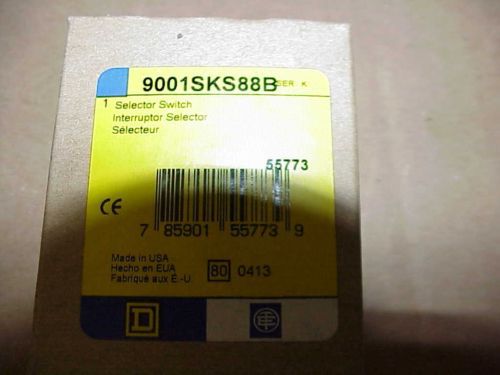 9001SKS88B SER K
1 Selector Switch
Interruptor Selector
Sélecteur
55773
CE
7 85901 55773 9
Made in USA
Hecho en EUA
Fabriqué aux É.-U.
80 0413
D